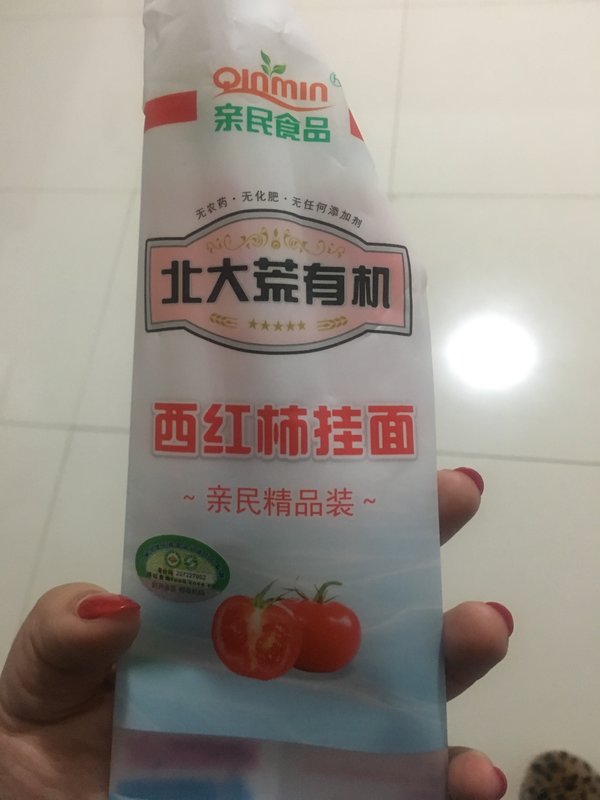 Qinmin
亲民食品
无农药·无化肥·无任何添加剂
北大荒有机
西红柿挂面
~亲民精品装~